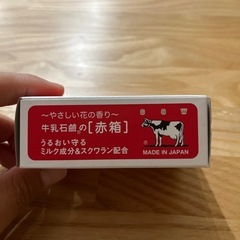 ～やさしい花の香り～
牛乳石鹸の［赤箱］
うるおい守る
ミルク成分&スクワラン配合
COW
MADE IN JAPAN